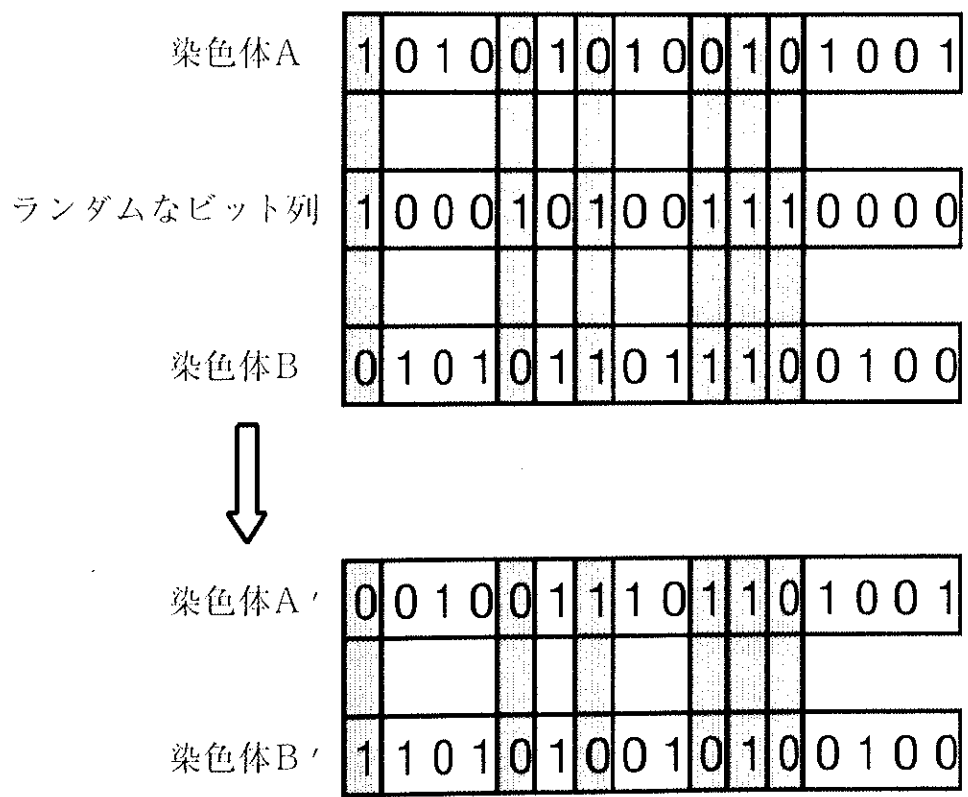 染色体A 1 0 1 0 0 1 0 1 0 0 1 0 1 0 0 1
ランダムなビット列 1 0 0 0 1 0 1 0 0 1 1 1 0 0 0 0
染色体B 0 1 0 1 0 1 1 0 1 1 1 0 0 1 0 0
染色体A′ 0 0 1 0 0 1 1 1 0 1 1 0 1 0 0 1
染色体B′ 1 1 0 1 0 1 0 0 1 0 1 0 0 1 0 0